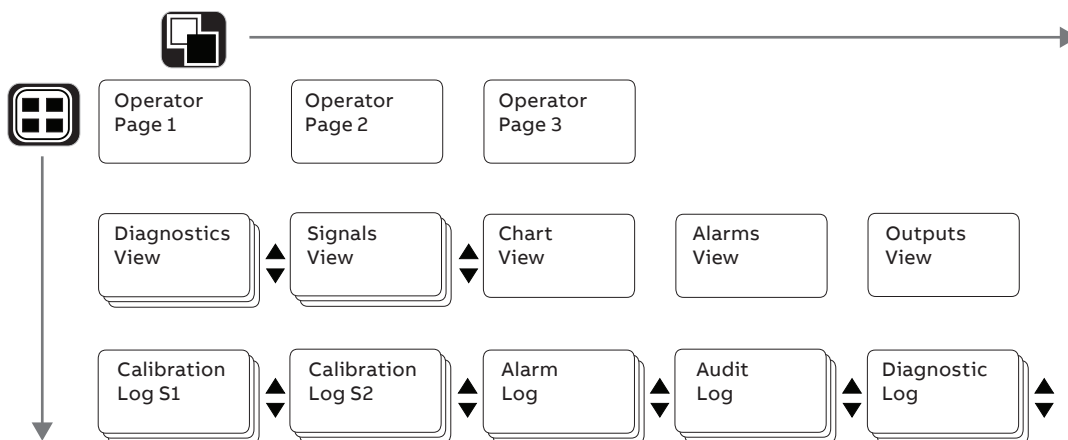 Operator
Page 1
Operator
Page 2
Operator
Page 3
Diagnostics
View
Signals
View
Chart
View
Alarms
View
Outputs
View
Calibration
Log S1
Calibration
Log S2
Alarm
Log
Audit
Log
Diagnostic
Log